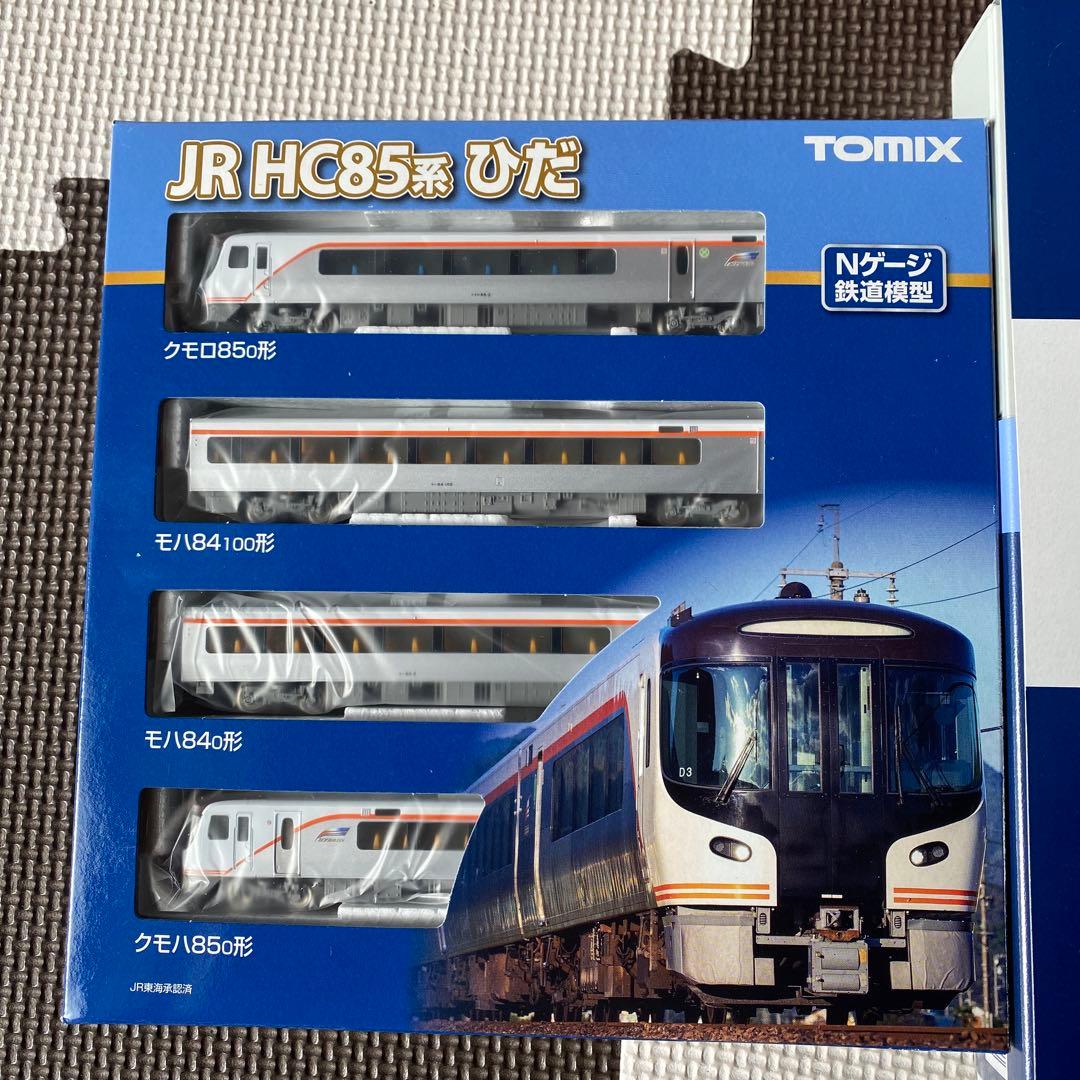 JR HC85系 ひだ
TOMIX
Nゲージ
鉄道模型
クモロ850形
モハ84100形
モハ840形
D3
クモハ850形
JR東海承認済